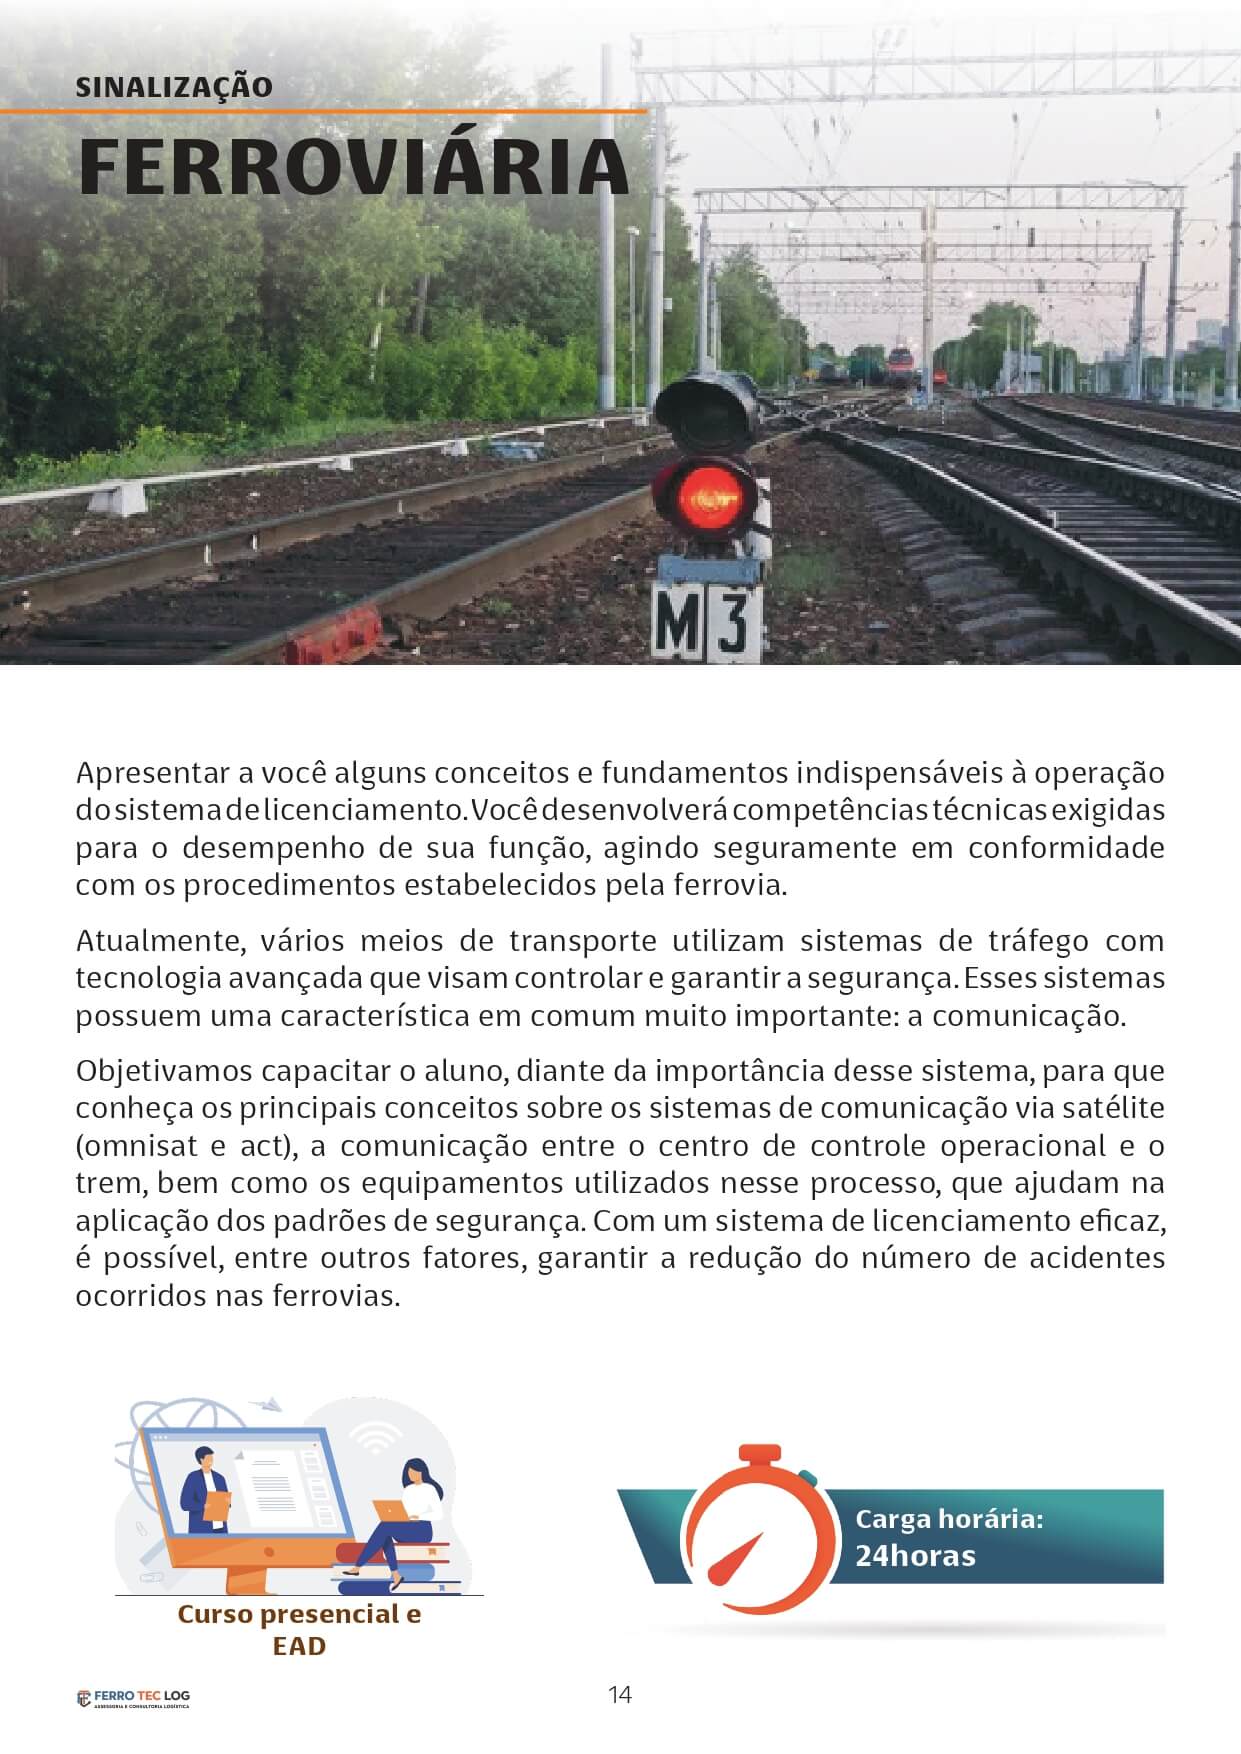 SINALIZAÇÃO
FERROVIÁRIA
M 3
Apresentar a você alguns conceitos e fundamentos indispensáveis à operação
do sistema de licenciamento. Você desenvolverá competências técnicas exigidas
para o desempenho de sua função, agindo seguramente em conformidade
com os procedimentos estabelecidos pela ferrovia.
Atualmente, vários meios de transporte utilizam sistemas de tráfego com
tecnologia avançada que visam controlar e garantir a segurança. Esses sistemas
possuem uma característica em comum muito importante: a comunicação.
Objetivamos capacitar o aluno, diante da importância desse sistema, para que
conheça os principais conceitos sobre os sistemas de comunicação via satélite
(omnisat e act), a comunicação entre o centro de controle operacional e o
trem, bem como os equipamentos utilizados nesse processo, que ajudam na
aplicação dos padrões de segurança. Com um sistema de licenciamento eficaz,
é possível, entre outros fatores, garantir a redução do número de acidentes
ocorridos nas ferrovias.
Curso presencial e
EAD
Carga horária:
24horas
FERRO TEC LOG
ASSESSORIA E CONSULTORIA LOGÍSTICA
14